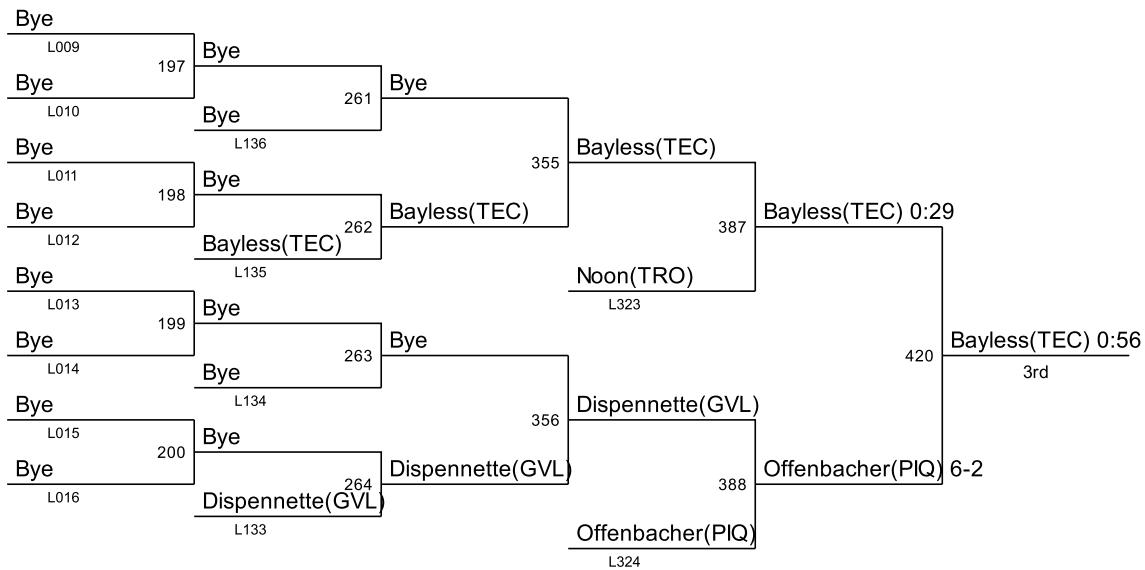 Bye
L009
197
Bye
L010
Bye
261
Bye
L136
Bye
Bye
L011
198
Bye
L012
Bye
262
Bayless(TEC)
L135
Bayless(TEC)
355
Bayless(TEC)
387
Noon(TRO)
L323
Bayless(TEC) 0:29
Bye
L013
199
Bye
L014
Bye
263
Bye
L134
Bye
Bye
L015
200
Bye
L016
Bye
264
Dispennette(GVL)
L133
Dispennette(GVL)
356
Dispennette(GVL)
388
Offenbacher(PIQ)
L324
Offenbacher(PIQ) 6-2
420
Bayless(TEC) 0:56
3rd